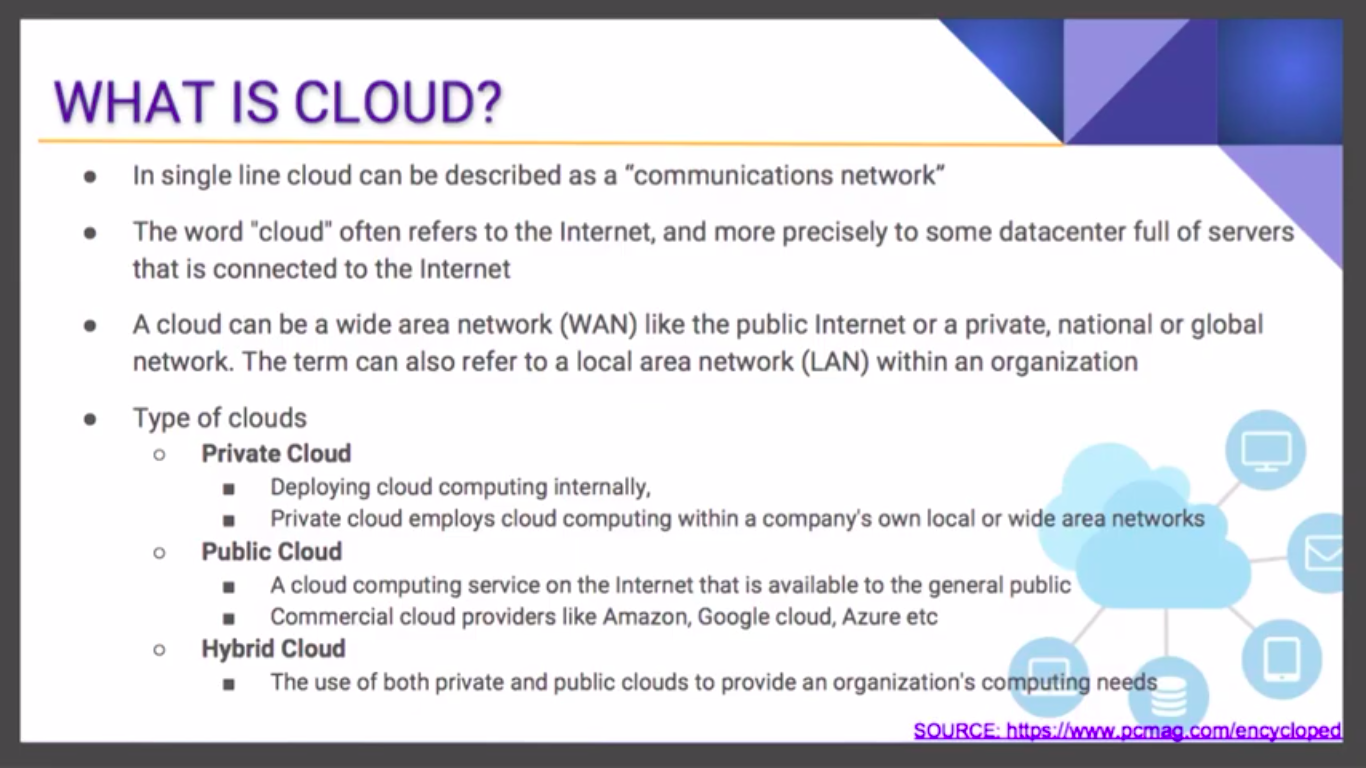 WHAT IS CLOUD?
● In single line cloud can be described as a “communications network”
● The word "cloud" often refers to the Internet, and more precisely to some datacenter full of servers
that is connected to the Internet
● A cloud can be a wide area network (WAN) like the public Internet or a private, national or global
network. The term can also refer to a local area network (LAN) within an organization
● Type of clouds
○ Private Cloud
■ Deploying cloud computing internally,
■ Private cloud employs cloud computing within a company's own local or wide area networks
○ Public Cloud
■ A cloud computing service on the Internet that is available to the general public
■ Commercial cloud providers like Amazon, Google cloud, Azure etc
○ Hybrid Cloud
■ The use of both private and public clouds to provide an organization's computing needs
SOURCE: https://www.pcmag.com/encycloped